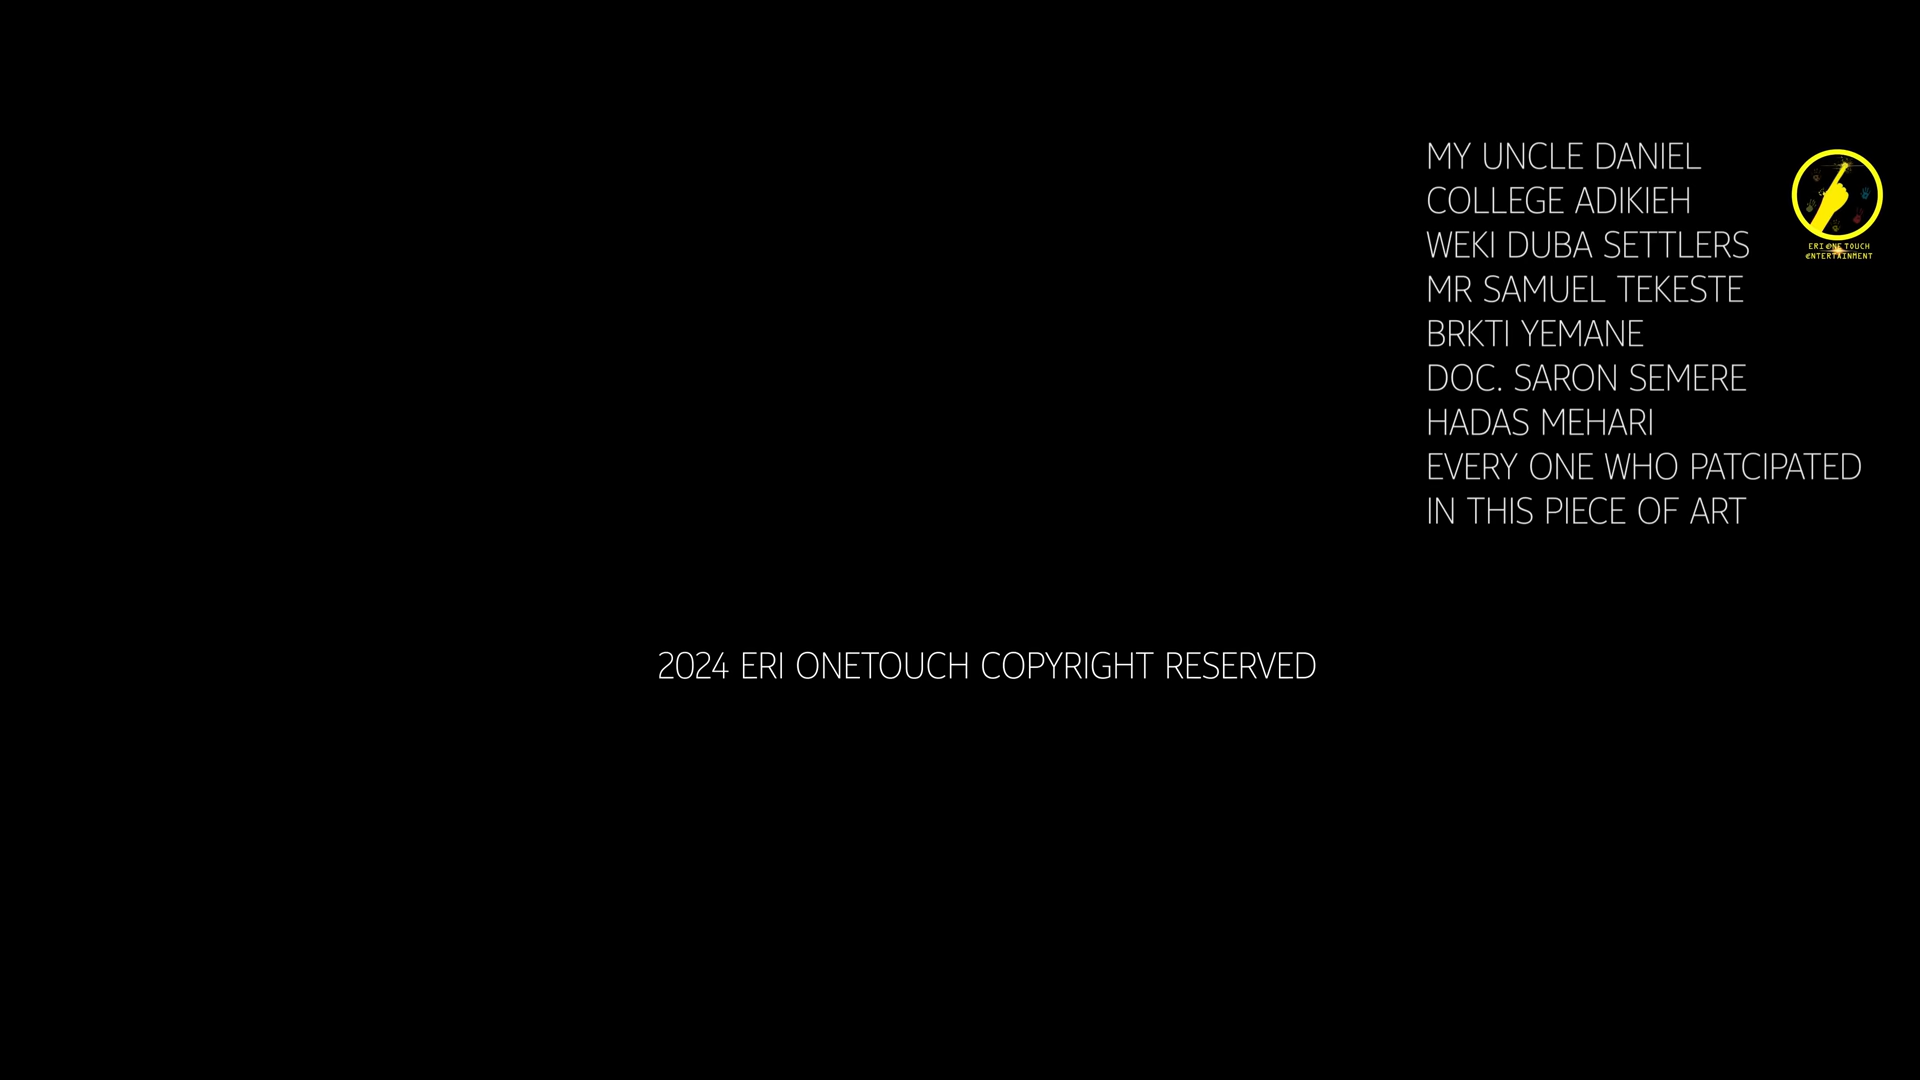 MY UNCLE DANIEL
COLLEGE ADIKIEH
WEKI DUBA SETTLERS
MR SAMUEL TEKESTE
BRKTI YEMANE
DOC. SARON SEMERE
HADAS MEHARI
EVERY ONE WHO PATCIPATED
IN THIS PIECE OF ART
ERI ONE TOUCH
ENTERTAINMENT
2024 ERI ONETOUCH COPYRIGHT RESERVED